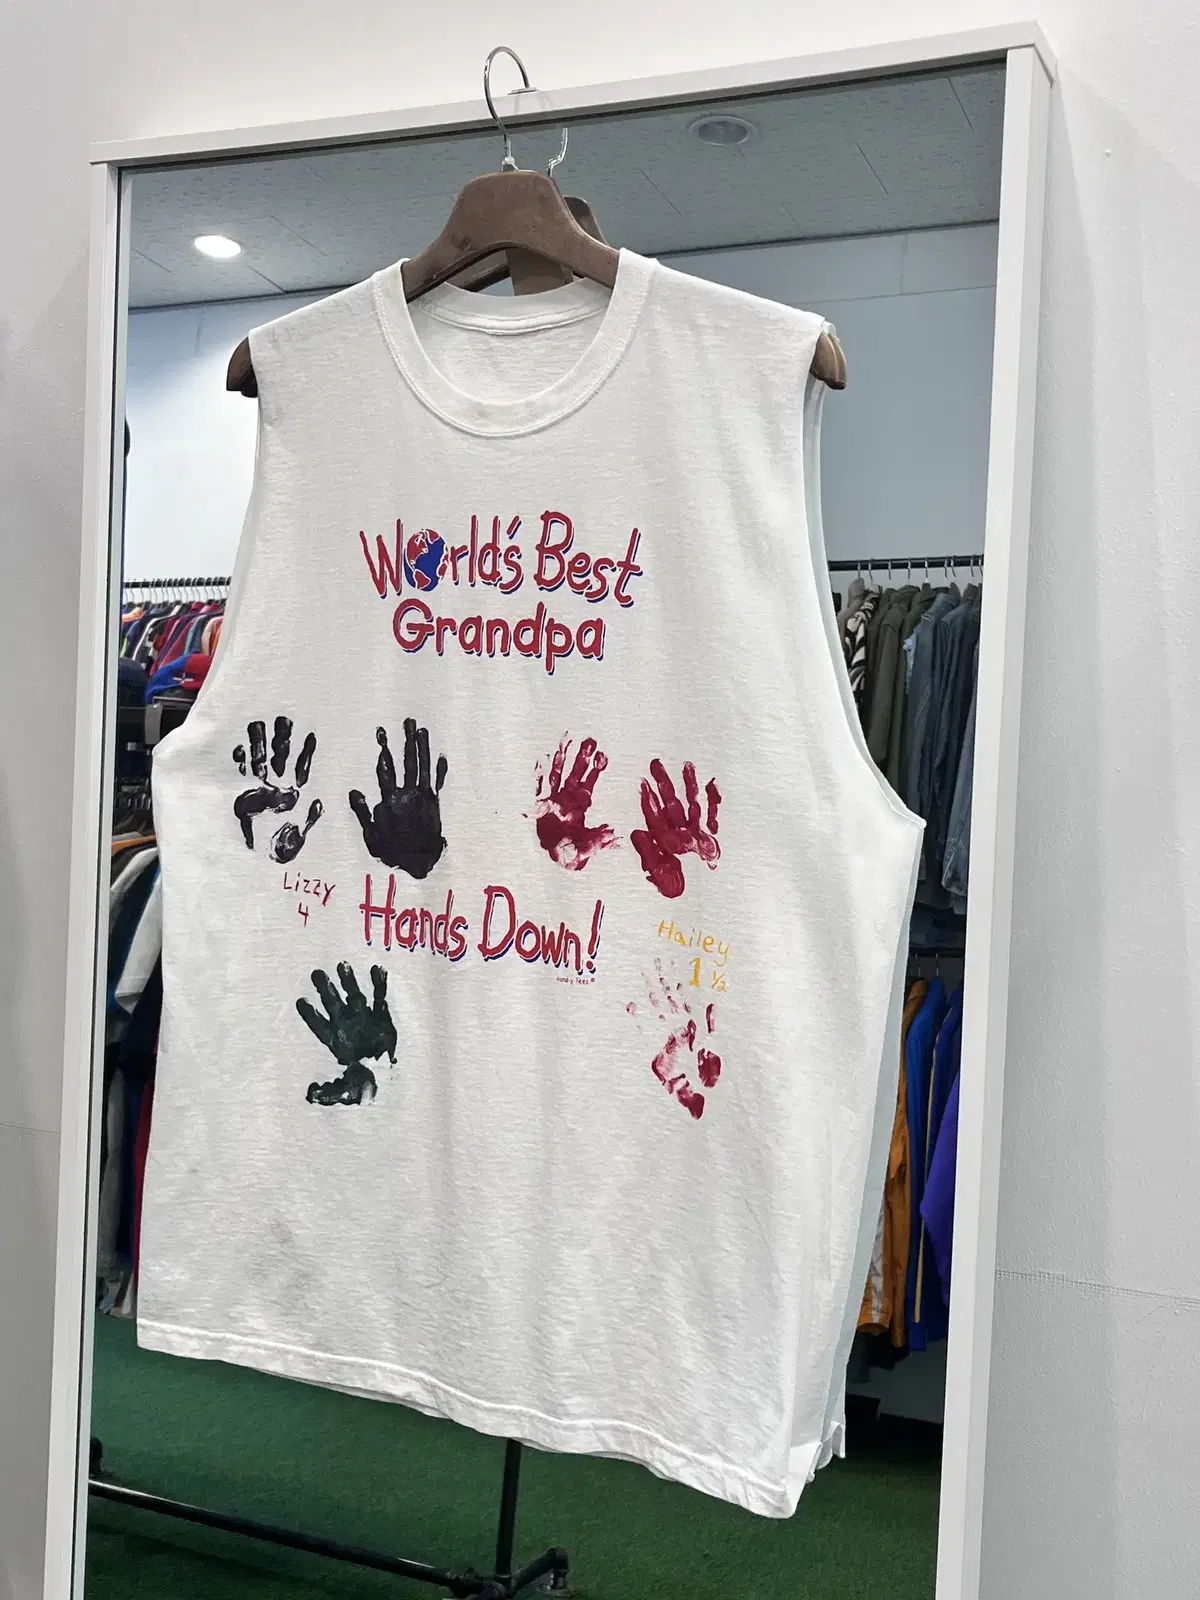 World's Best
Grandpa
Lizzy
4
Hands Down!
Hailey
1 ½